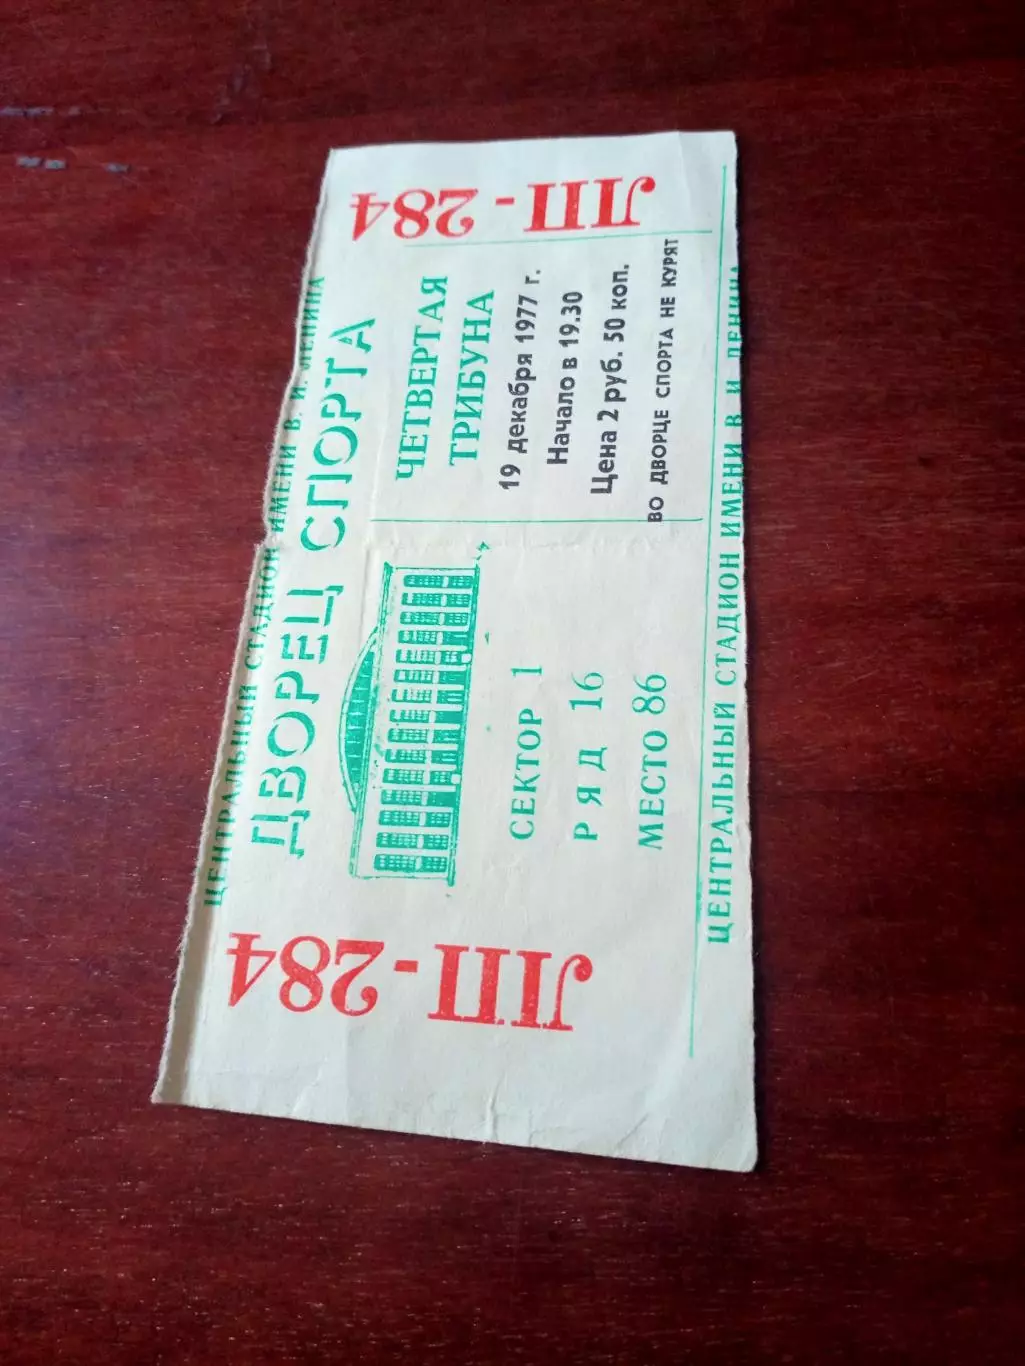 ЦЕНТРАЛЬНЫЙ СТАДИОН ИМЕНИ В. И. ЛЕНИНА
ДВОРЕЦ СПОРТА
ЛП-284
ЧЕТВЕРТАЯ
ТРИБУНА
19 декабря 1977 г.
Начало в 19.30
Цена 2 руб. 50 коп.
ВО ДВОРЦЕ СПОРТА НЕ КУРЯТ
СЕКТОР 1
РЯД 16
МЕСТО 86
ЛП-284
ЦЕНТРАЛЬНЫЙ СТАДИОН ИМЕНИ В И ЛЕНИНА